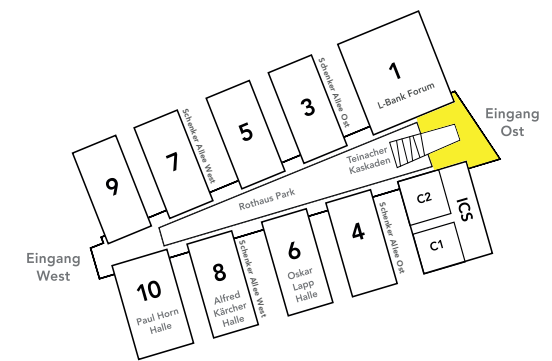 1
L-Bank Forum
Schenker Allee Ost
3
Schenker Allee West
5
7
9
Eingang
Ost
Teinacher
Kaskaden
Rothaus Park
Eingang
West
C2
ICS
C1
4
Schenker Allee Ost
6
Oskar
Lapp
Halle
Schenker Allee West
8
Alfred
Kärcher
Halle
10
Paul Horn
Halle